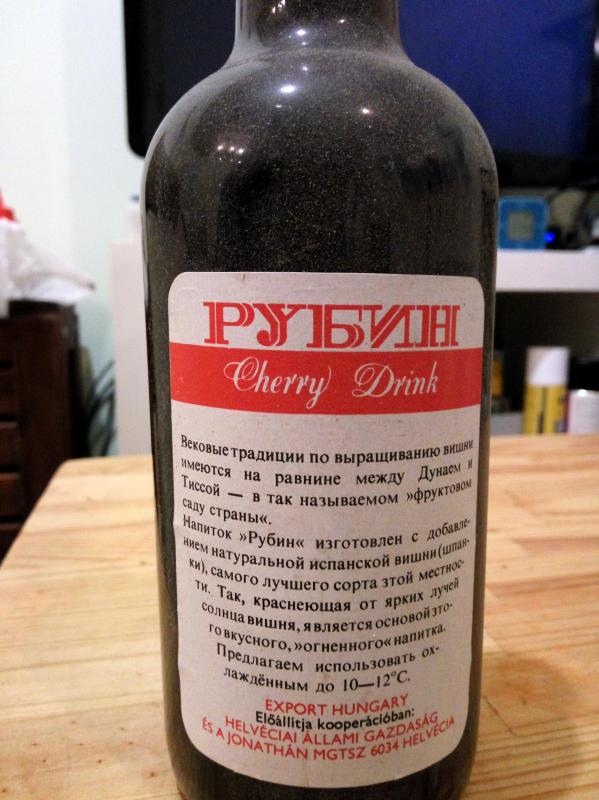 РУБИН
Cherry Drink
Вековые традиции по выращиванию вишни
имеются на равнине между Дунаем и
Тиссой — в так называемом »фруктовом
саду страны«.
Напиток »Рубин« изготовлен с добавле-
нием натуральной испанской вишни (шпан-
ки), самого лучшего сорта зтой местнос-
ти. Так, краснеющая от ярких лучей
солнца вишня, является основой зто-
го вкусного, »огненного« напитка.
Предлагаем использовать ох-
лаждённым до 10—12°C.
EXPORT HUNGARY
Előállítja kooperációban:
HELVÉCIAI ÁLLAMI GAZDASÁG
ÉS A JONATHÁN MGTSZ 6034 HELVÉCIA